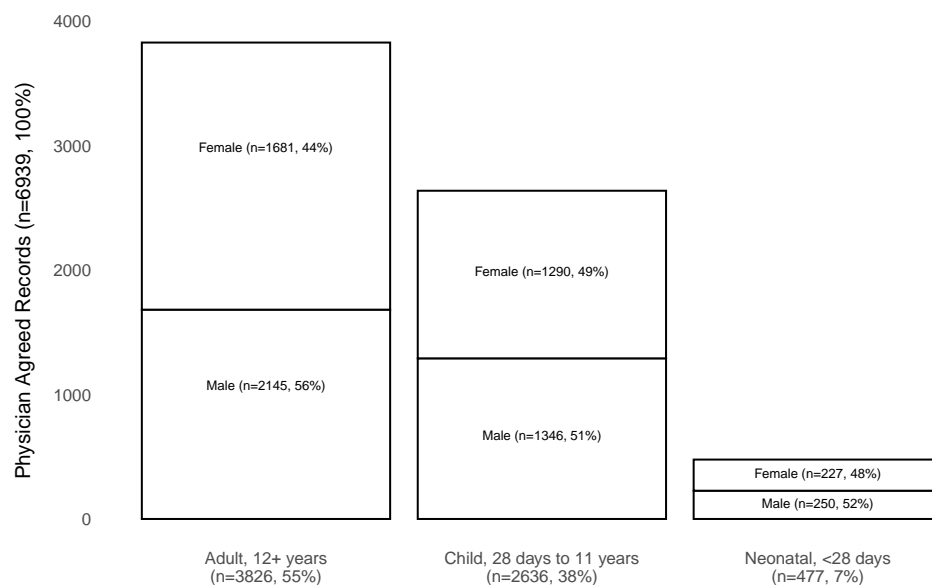 Physician Agreed Records (n=6939, 100%)
4000
3000
2000
1000
0
Female (n=1681, 44%)
Male (n=2145, 56%)
Female (n=1290, 49%)
Male (n=1346, 51%)
Female (n=227, 48%)
Male (n=250, 52%)
Adult, 12+ years
(n=3826, 55%)
Child, 28 days to 11 years
(n=2636, 38%)
Neonatal, <28 days
(n=477, 7%)